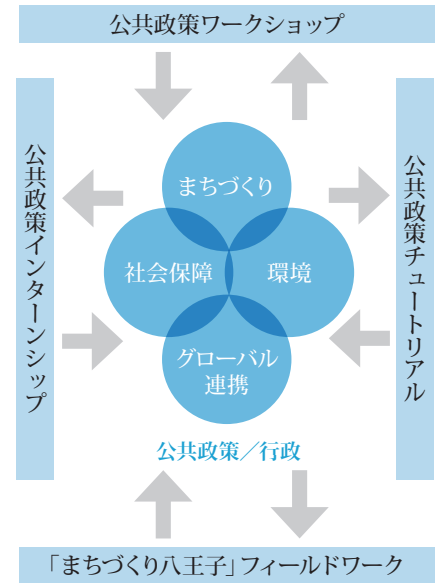 公共政策ワークショップ
公共政策インターンシップ
まちづくり
社会保障
環境
グローバル
連携
公共政策チュートリアル
公共政策／行政
「まちづくり八王子」フィールドワーク